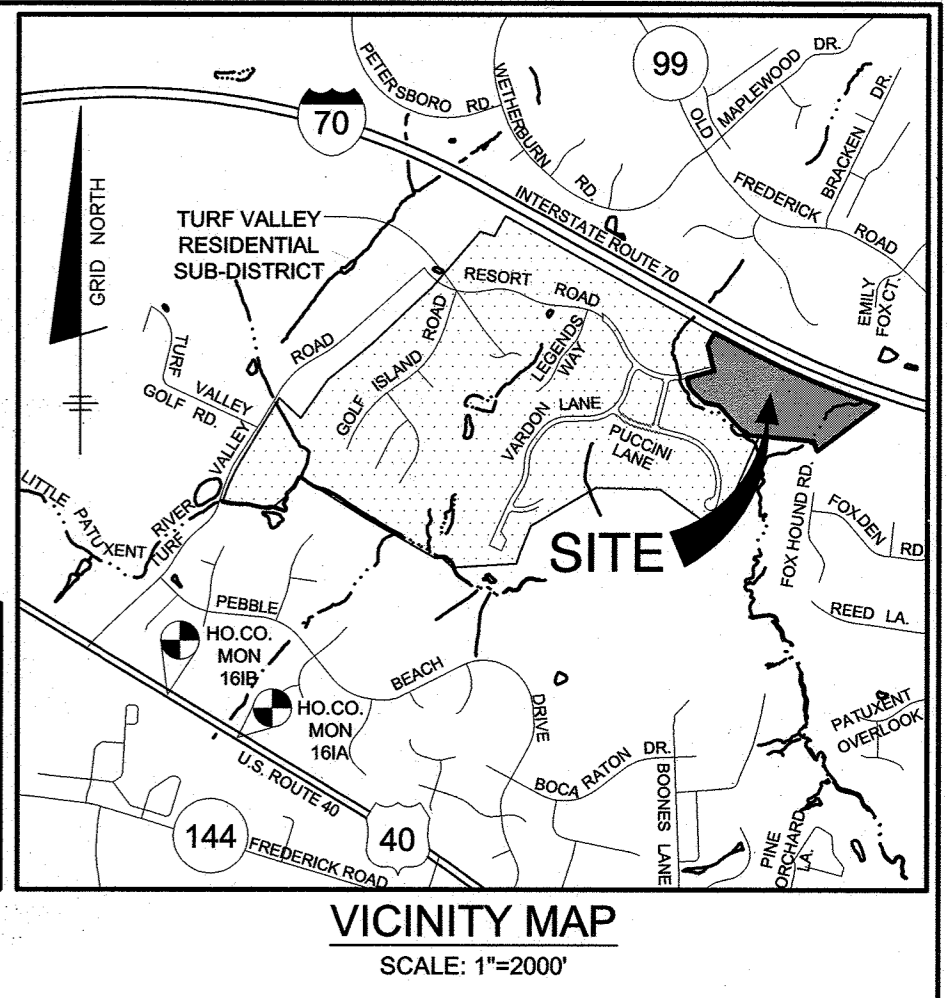 PETERSBORO RD.
WETHERBURN RD.
99
OLD FREDERICK ROAD
MAPLEWOOD DR.
BRACKEN DR.
70
INTERSTATE ROUTE 70
EMILY
FOX CT.
GRID NORTH
TURF VALLEY
RESIDENTIAL
SUB-DISTRICT
RESORT ROAD
VALLEY ROAD
TURF
VALLEY
GOLF RD.
GOLF ISLAND ROAD
LEGENDS
WAY
VARDON LANE
PUCCINI
LANE
SITE
FOX HOUND RD.
FOX DEN RD
REED LA.
LITTLE PATUXENT RIVER
TURF
PEBBLE BEACH DRIVE
HO.CO.
MON
16IB
HO.CO.
MON
16IA
U.S. ROUTE 40
BOCA RATON DR.
BOONES LANE
PATUXENT
OVERLOOK
PINE
ORCHARD
LA.
144
FREDERICK ROAD
40
VICINITY MAP
SCALE: 1"=2000'